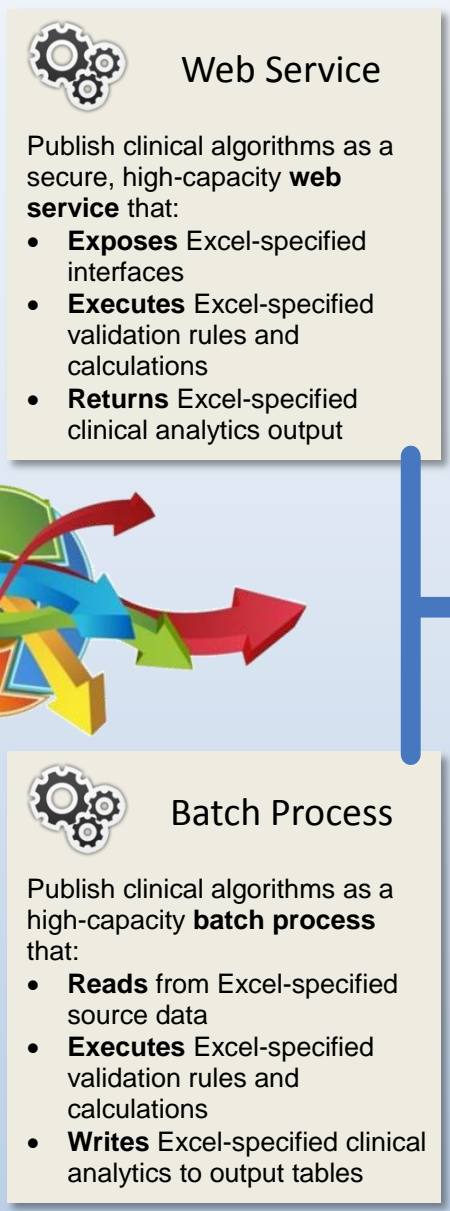 Web Service
Publish clinical algorithms as a
secure, high-capacity web
service that:
• Exposes Excel-specified
interfaces
• Executes Excel-specified
validation rules and
calculations
• Returns Excel-specified
clinical analytics output
Batch Process
Publish clinical algorithms as a
high-capacity batch process
that:
• Reads from Excel-specified
source data
• Executes Excel-specified
validation rules and
calculations
• Writes Excel-specified clinical
analytics to output tables